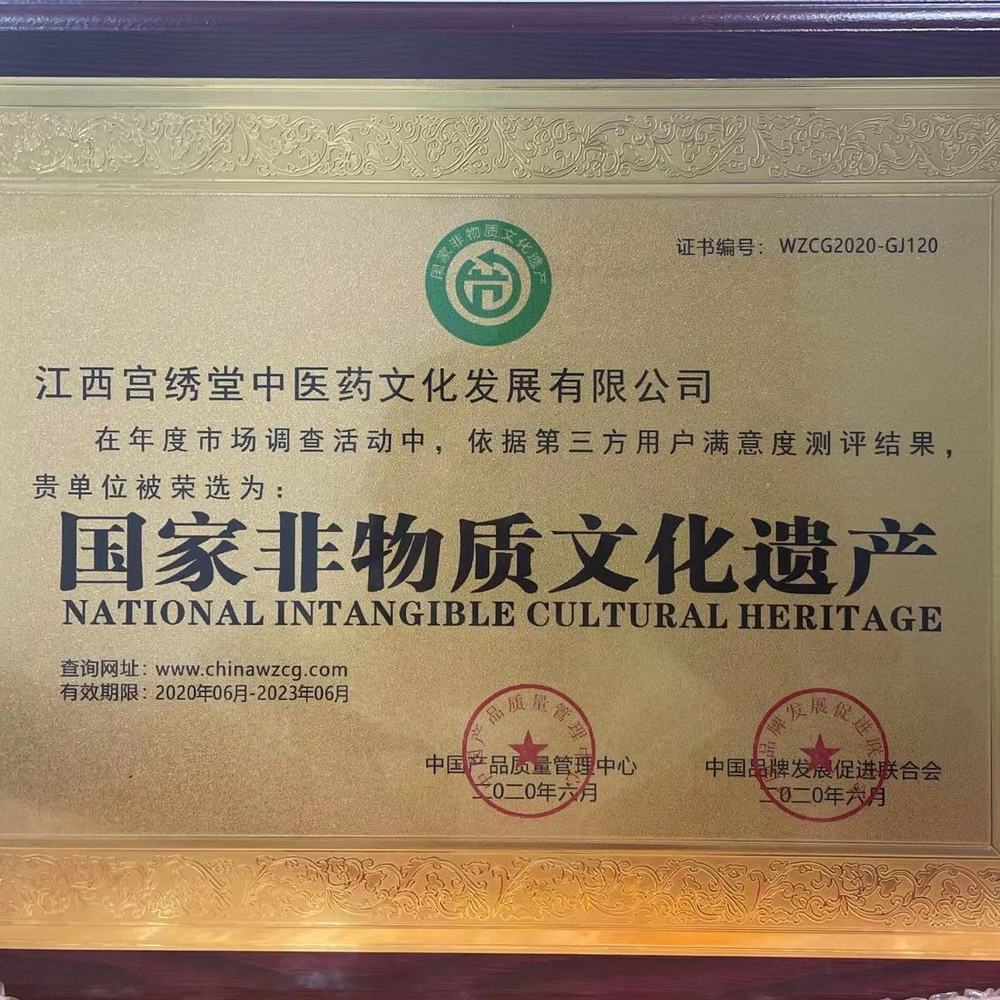 国家非物质文化遗产
证书编号：WZCG2020-GJ120
江西宫绣堂中医药文化发展有限公司
在年度市场调查活动中，依据第三方用户满意度测评结果，
贵单位被荣选为：
国家非物质文化遗产
NATIONAL INTANGIBLE CULTURAL HERITAGE
查询网址：www.chinawzcg.com
有效期限：2020年06月-2023年06月
中国产品质量管理中心
二0二0年六月
中国品牌发展促进联合会
二0二0年六月